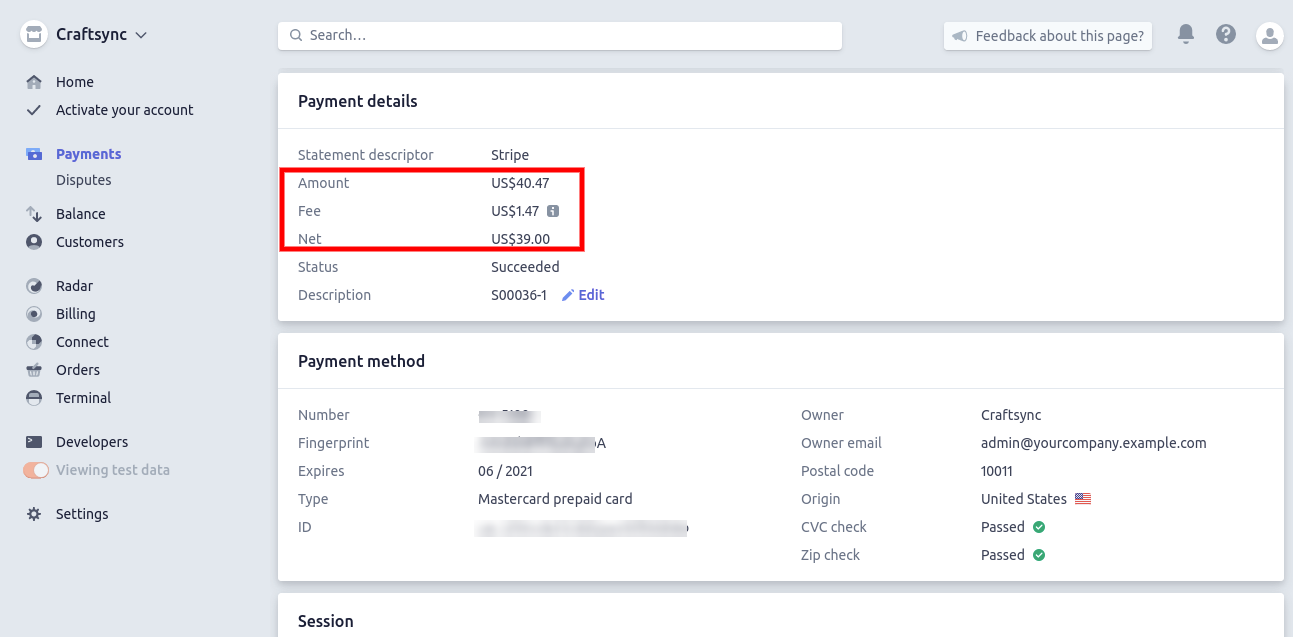 Craftsync
Search…
Feedback about this page?
Home
Activate your account
Payments
Disputes
Balance
Customers
Radar
Billing
Connect
Orders
Terminal
Developers
Viewing test data
Settings
Payment details
Statement descriptor Stripe
Amount US$40.47
Fee US$1.47
Net US$39.00
Status Succeeded
Description S00036-1 Edit
Payment method
Number
Fingerprint
Expires 06 / 2021
Type Mastercard prepaid card
ID
Owner Craftsync
Owner email admin@yourcompany.example.com
Postal code 10011
Origin United States
CVC check Passed
Zip check Passed
Session